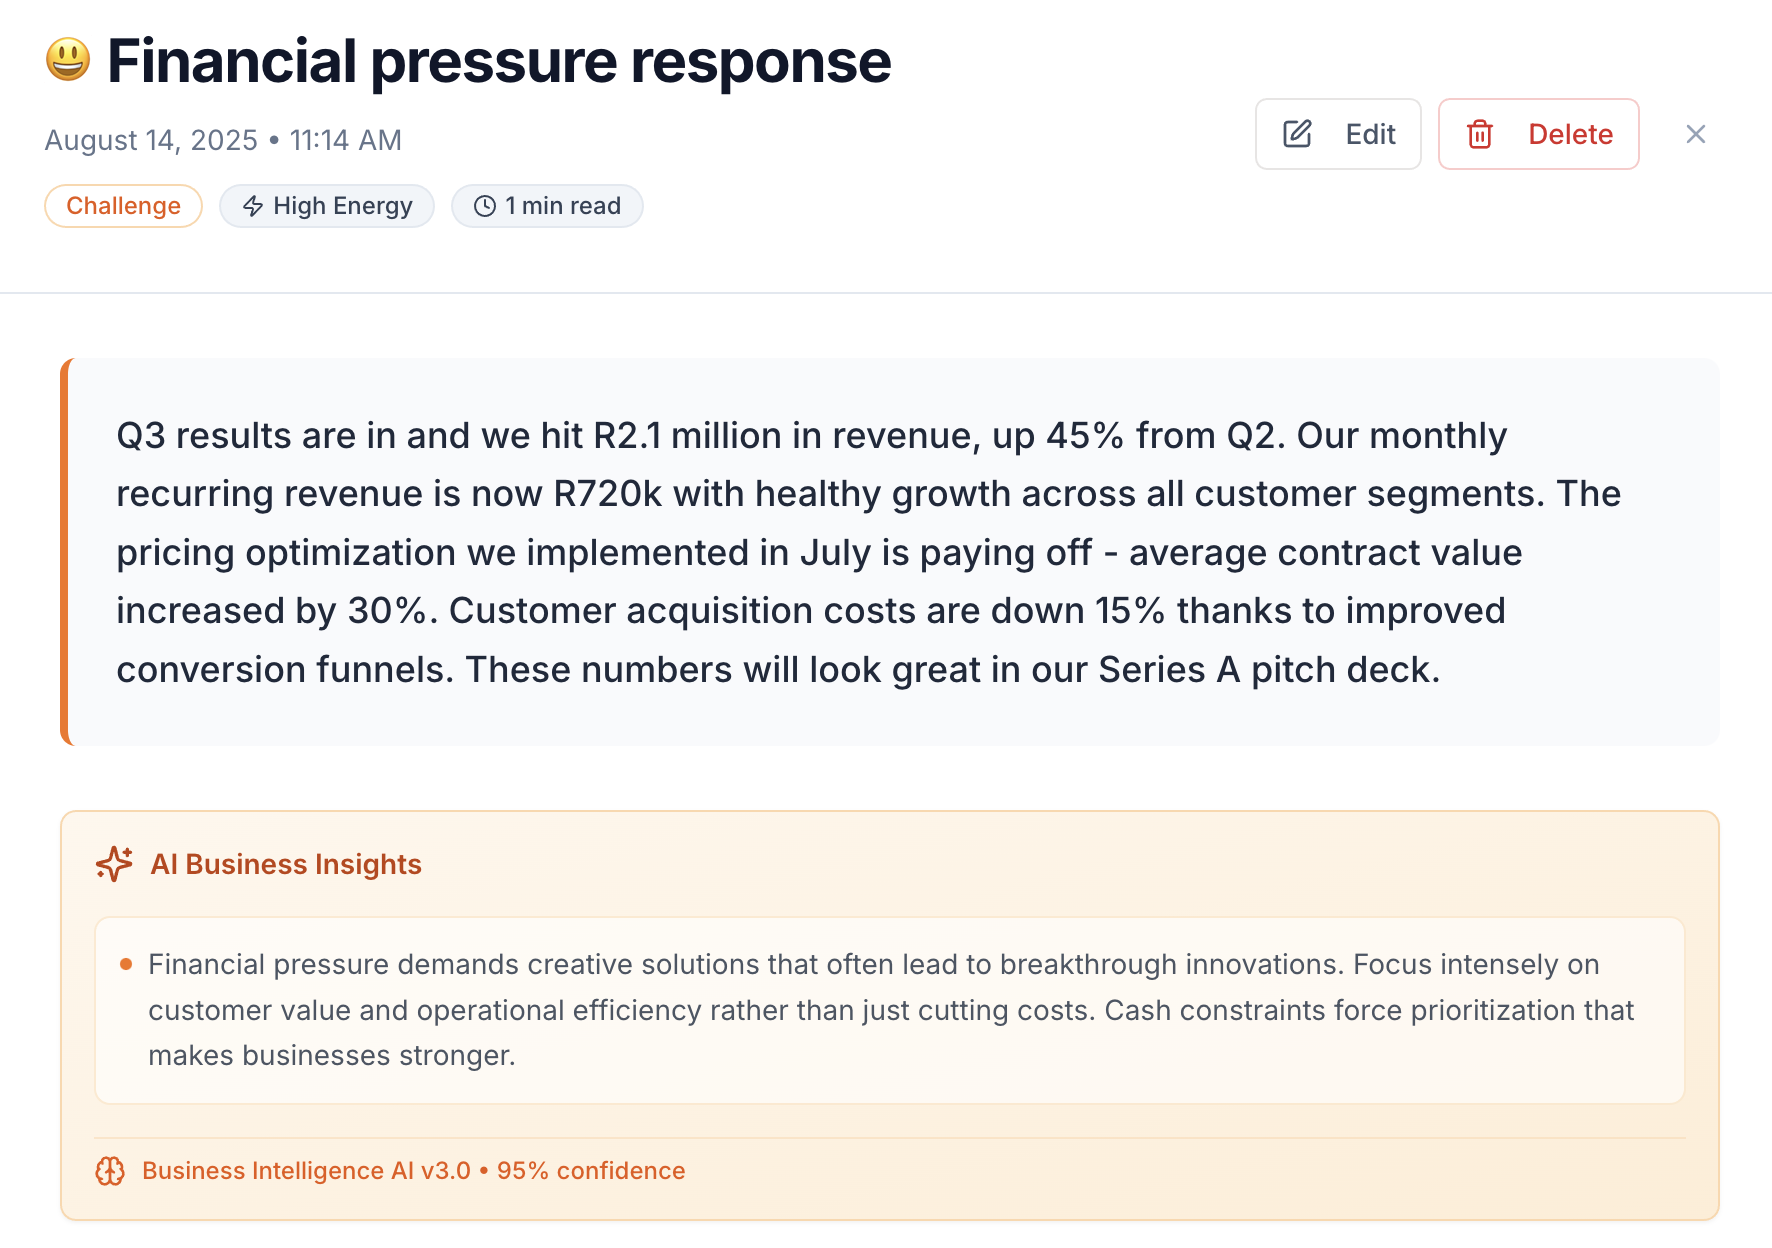 😃 Financial pressure response
August 14, 2025 • 11:14 AM
Edit
Delete
Challenge
High Energy
1 min read
Q3 results are in and we hit R2.1 million in revenue, up 45% from Q2. Our monthly
recurring revenue is now R720k with healthy growth across all customer segments. The
pricing optimization we implemented in July is paying off - average contract value
increased by 30%. Customer acquisition costs are down 15% thanks to improved
conversion funnels. These numbers will look great in our Series A pitch deck.
AI Business Insights
• Financial pressure demands creative solutions that often lead to breakthrough innovations. Focus intensely on
customer value and operational efficiency rather than just cutting costs. Cash constraints force prioritization that
makes businesses stronger.
Business Intelligence AI v3.0 • 95% confidence